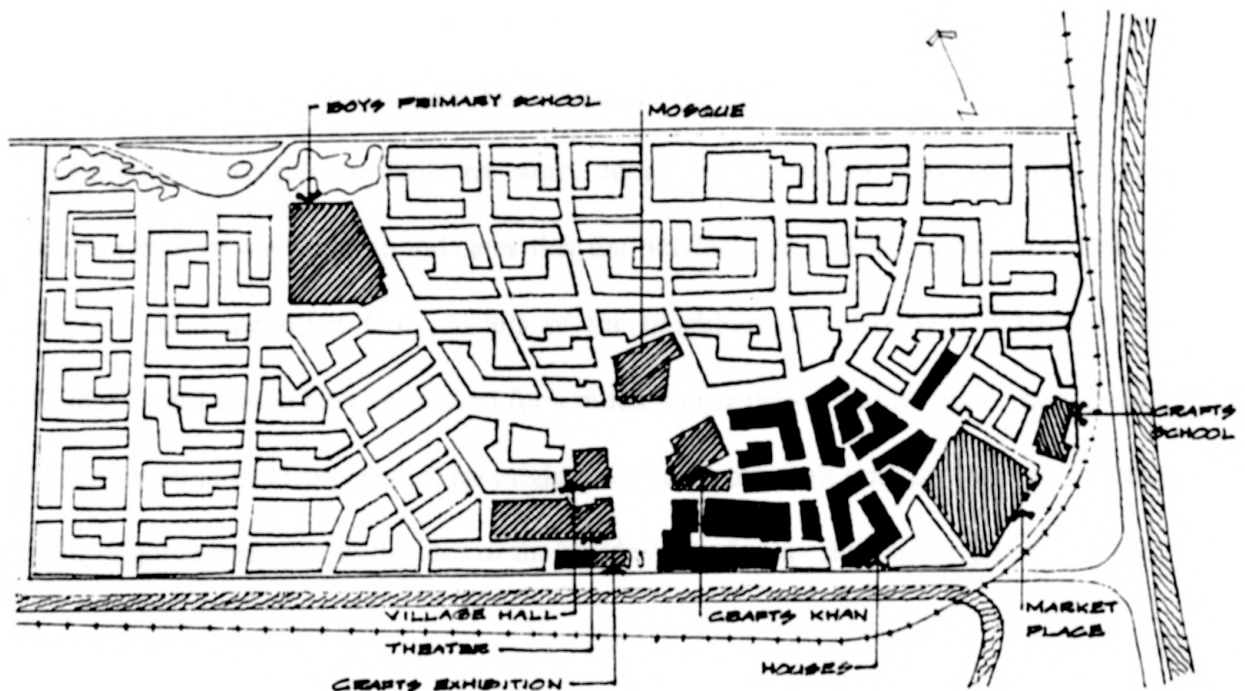 BOYS PRIMARY SCHOOL
MOSQUE
N
CRAFTS
SCHOOL
VILLAGE HALL
CRAFTS KHAN
MARKET
PLACE
THEATER
HOUSES
CRAFTS EXHIBITION